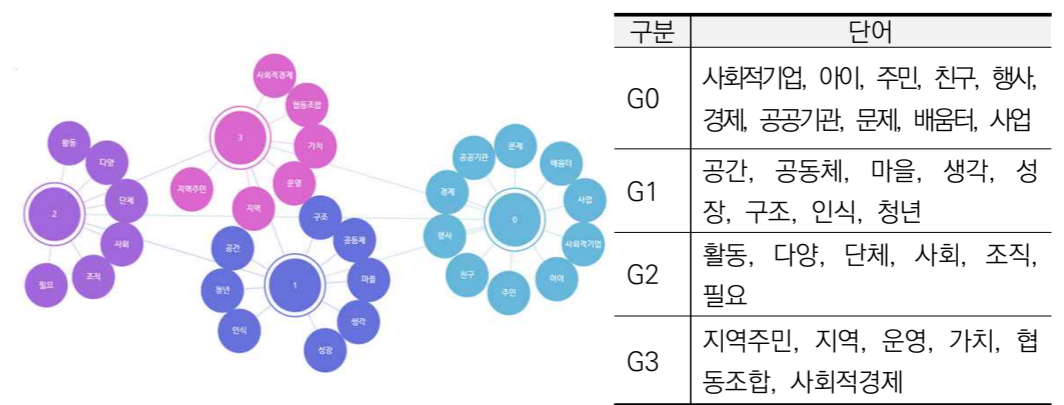 사회적경제
협동조합
가치
운영
지역
지역주민
3
활동
다양
단체
사회
조직
필요
2
구조
공동체
마을
생각
성장
인식
청년
공간
1
문제
배움터
사업
사회적기업
아이
주민
친구
행사
경제
공공기관
0
구분 단어
G0 사회적기업, 아이, 주민, 친구, 행사,
경제, 공공기관, 문제, 배움터, 사업
G1 공간, 공동체, 마을, 생각, 성
장, 구조, 인식, 청년
G2 활동, 다양, 단체, 사회, 조직,
필요
G3 지역주민, 지역, 운영, 가치, 협
동조합, 사회적경제